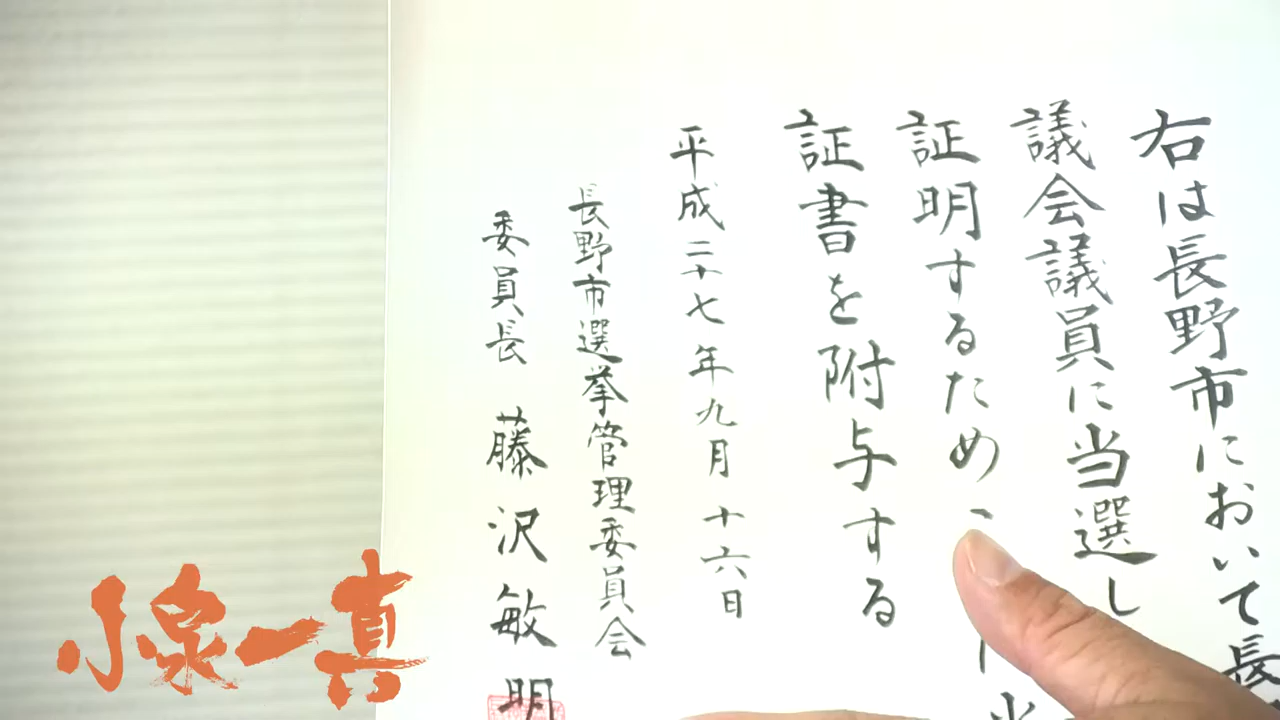 右は長野市において長
議会議員に当選し
証明するため
証書を附与する
平成二十七年九月十六日
長野市選挙管理委員会
委員長 藤沢敏明
小泉一真